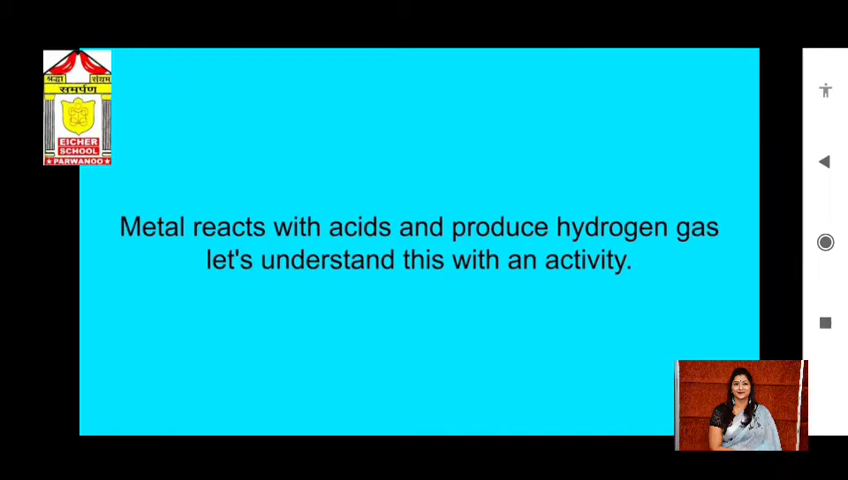 श्रद्धा संयम
समर्पण
EICHER
SCHOOL
★ PARWANOO ★
Metal reacts with acids and produce hydrogen gas
let's understand this with an activity.